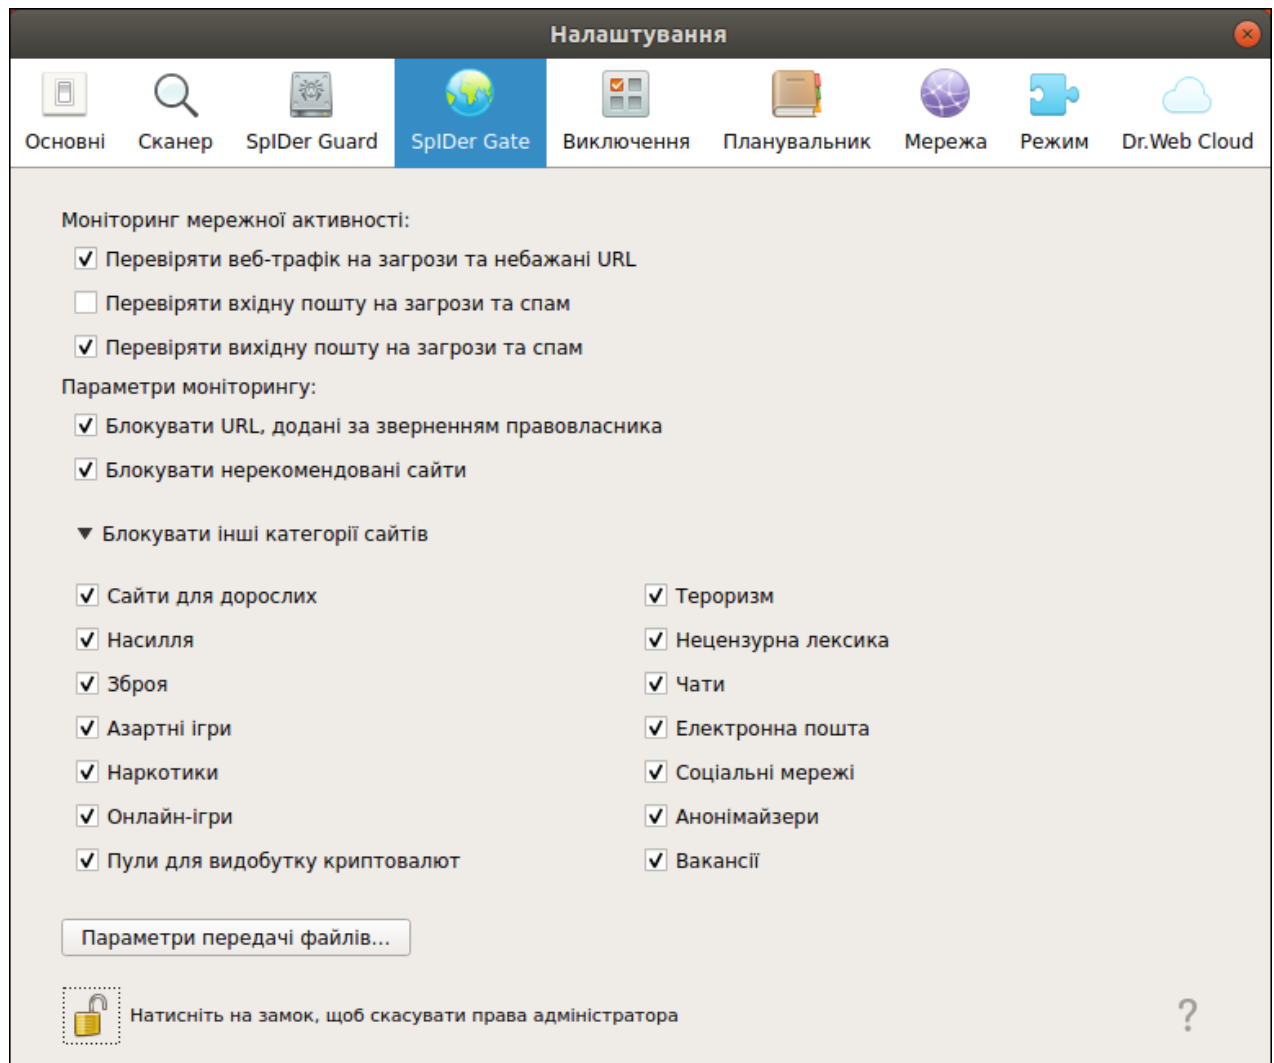 Налаштування
Основні
Сканер
SpIDer Guard
SpIDer Gate
Виключення
Планувальник
Мережа
Режим
Dr.Web Cloud
Моніторинг мережної активності:
Перевіряти веб-трафік на загрози та небажані URL
Перевіряти вхідну пошту на загрози та спам
Перевіряти вихідну пошту на загрози та спам
Параметри моніторингу:
Блокувати URL, додані за зверненням правовласника
Блокувати нерекомендовані сайти
Блокувати інші категорії сайтів
Сайти для дорослих
Насилля
Зброя
Азартні ігри
Наркотики
Онлайн-ігри
Пули для видобутку криптовалют
Тероризм
Нецензурна лексика
Чати
Електронна пошта
Соціальні мережі
Анонімайзери
Вакансії
Параметри передачі файлів...
Натисніть на замок, щоб скасувати права адміністратора
?